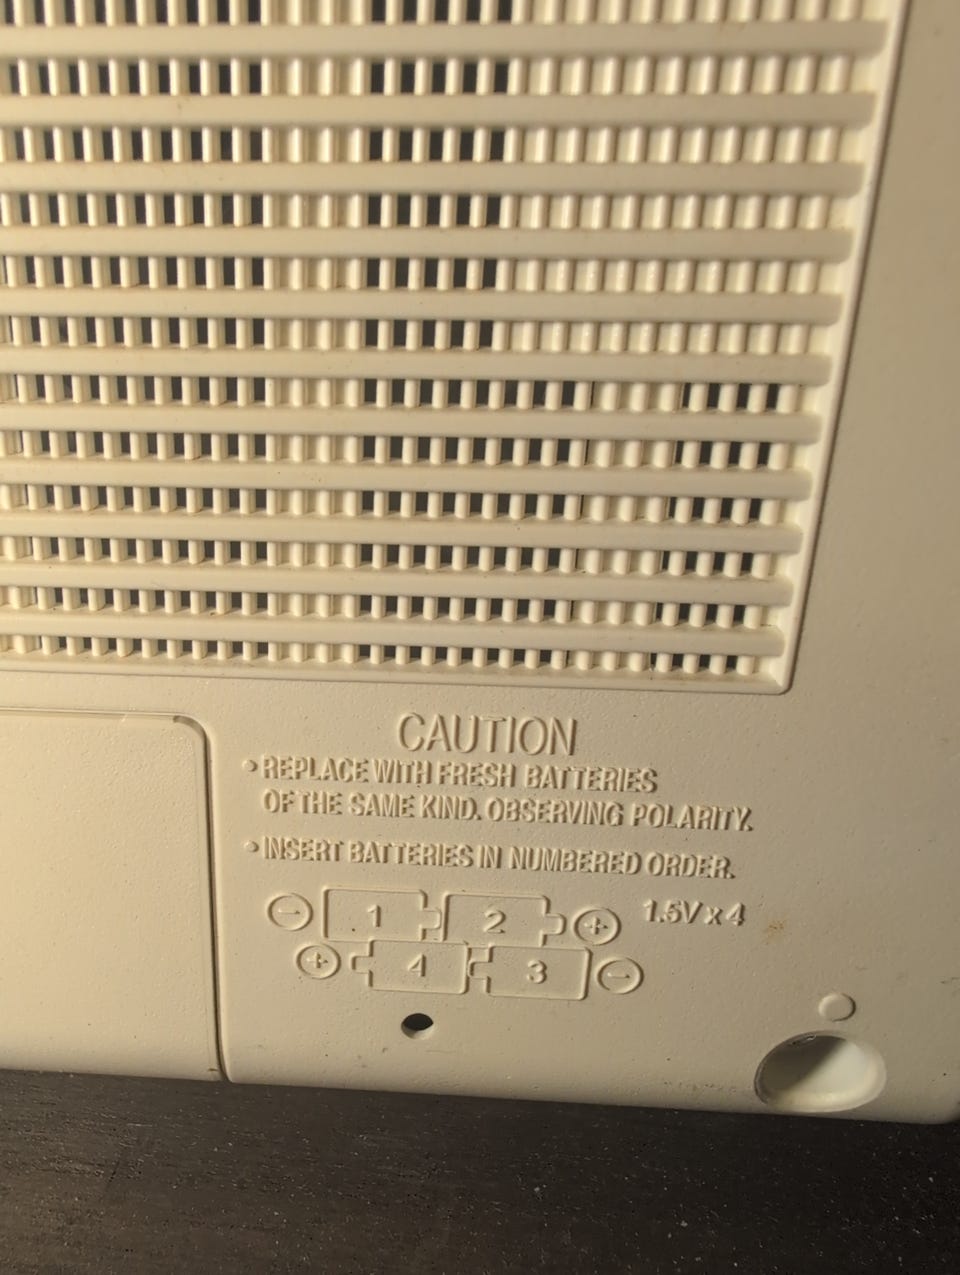 CAUTION
• REPLACE WITH FRESH BATTERIES
OF THE SAME KIND. OBSERVING POLARITY.
• INSERT BATTERIES IN NUMBERED ORDER.
- 1 2 + 1.5V x 4
+ 4 3 -